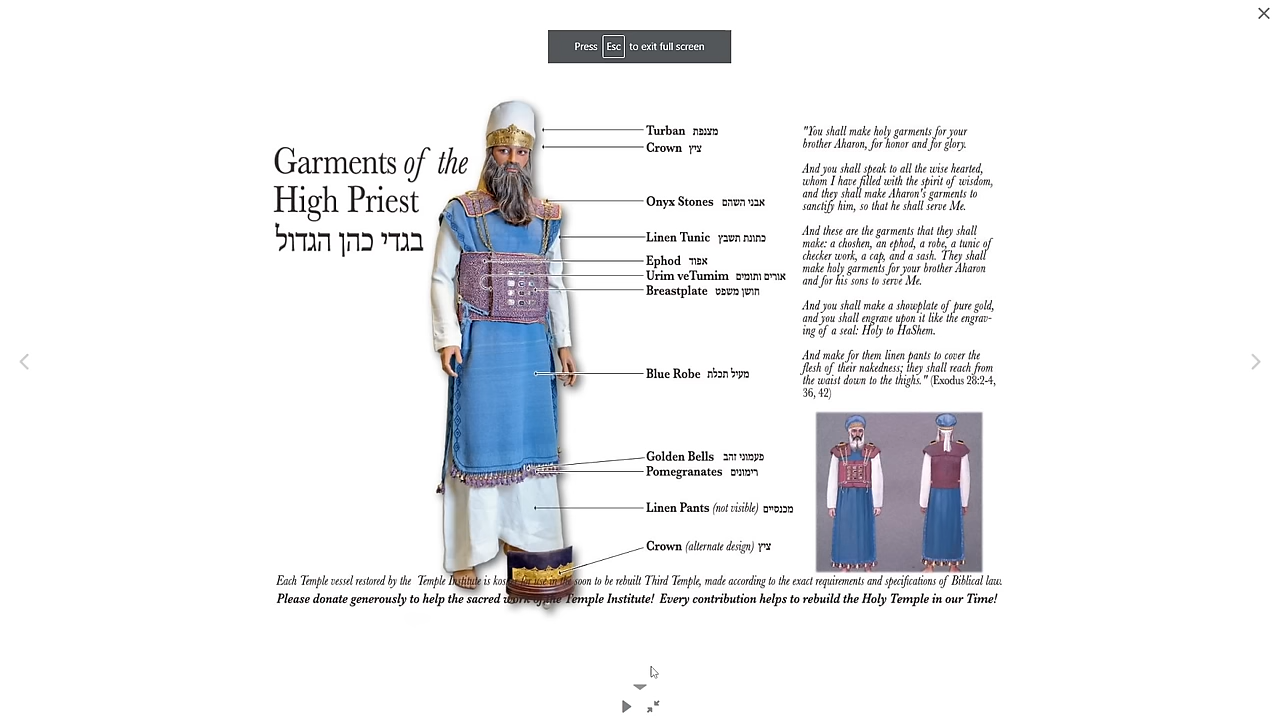 Press Esc to exit full screen
Garments of the
High Priest
בגדי כהן הגדול
Turban מצנפת
Crown ציץ
Onyx Stones אבני השהם
Linen Tunic כתונת תשבץ
Ephod אפוד
Urim veTumim אורים ותומים
Breastplate חושן משפט
Blue Robe מעיל תכלת
Golden Bells פעמוני זהב
Pomegranates רימונים
Linen Pants (not visible) מכנסיים
Crown (alternate design) ציץ
"You shall make holy garments for your
brother Aharon, for honor and for glory.
And you shall speak to all the wise hearted,
whom I have filled with the spirit of wisdom,
and they shall make Aharon's garments to
sanctify him, so that he shall serve Me.
And these are the garments that they shall
make: a choshen, an ephod, a robe, a tunic of
checker work, a cap, and a sash. They shall
make holy garments for your brother Aharon
and for his sons to serve Me.
And you shall make a showplate of pure gold,
and you shall engrave upon it like the engrav-
ing of a seal: Holy to HaShem.
And make for them linen pants to cover the
flesh of their nakedness; they shall reach from
the waist down to the thighs." (Exodus 28:2-4,
36, 42)
Each Temple vessel restored by the Temple Institute is kosher for use in the soon to be rebuilt Third Temple, made according to the exact requirements and specifications of Biblical law.
Please donate generously to help the sacred work of the Temple Institute! Every contribution helps to rebuild the Holy Temple in our Time!